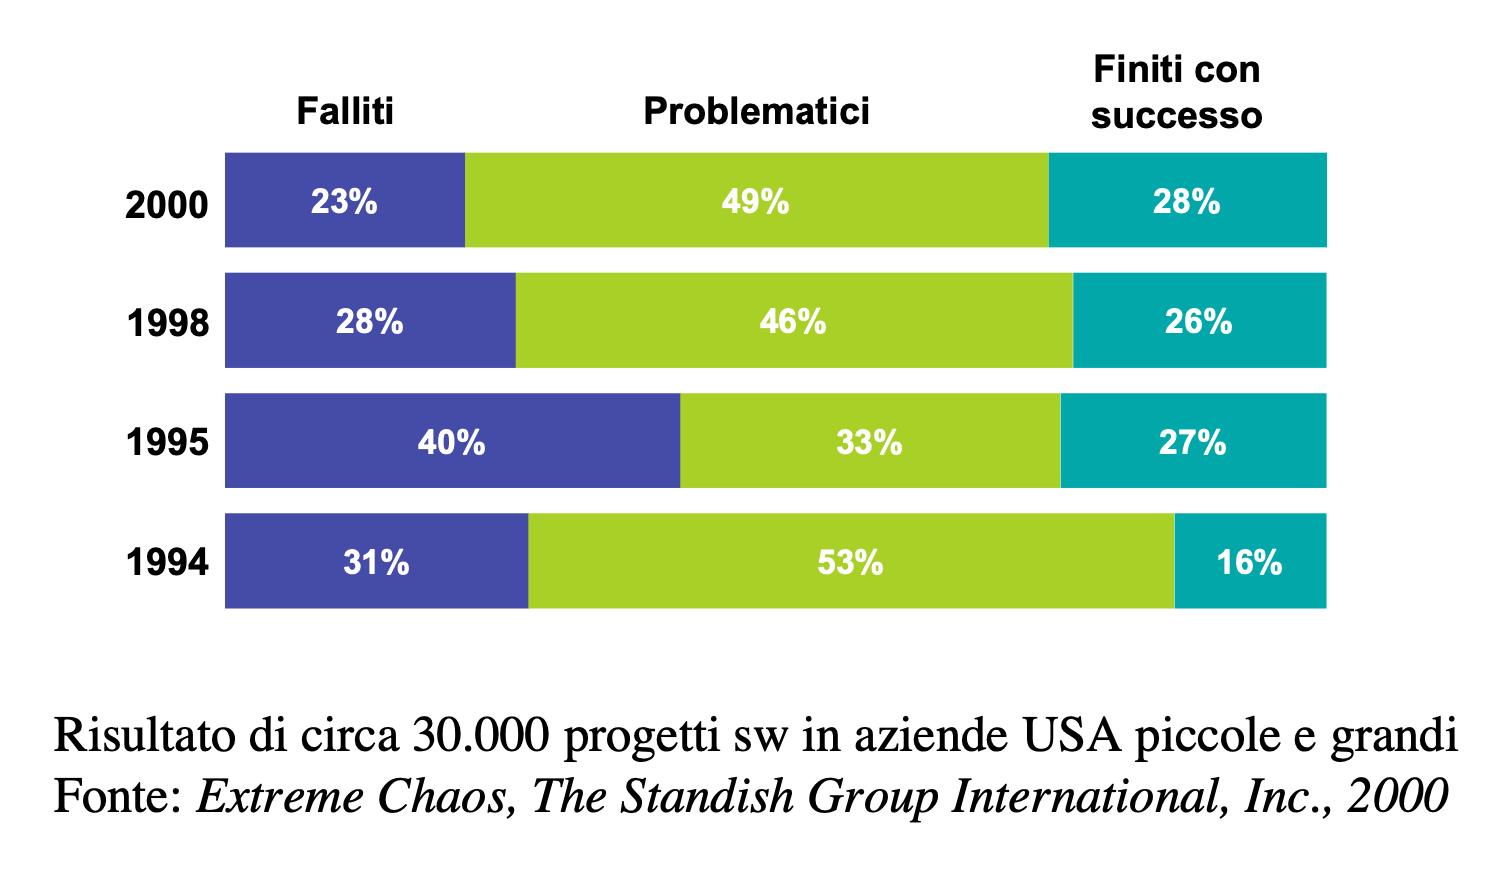 Falliti Problematici Finiti con
successo
2000 23% 49% 28%
1998 28% 46% 26%
1995 40% 33% 27%
1994 31% 53% 16%
Risultato di circa 30.000 progetti sw in aziende USA piccole e grandi
Fonte: Extreme Chaos, The Standish Group International, Inc., 2000